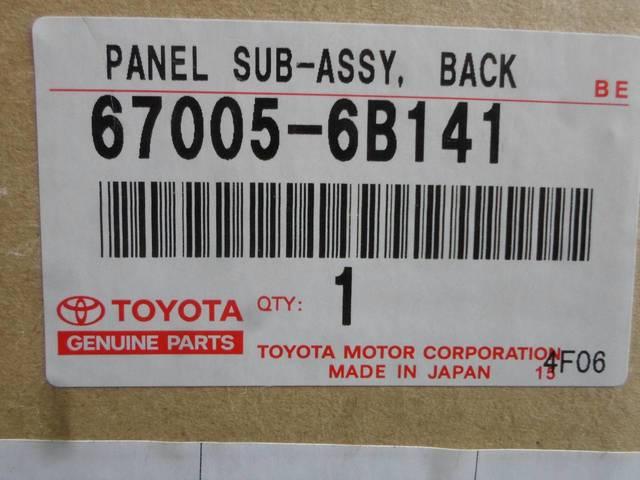 PANEL SUB-ASSY, BACK
BE
67005-6B141
TOYOTA QTY: 1
GENUINE PARTS
TOYOTA MOTOR CORPORATION
MADE IN JAPAN 15 4F06